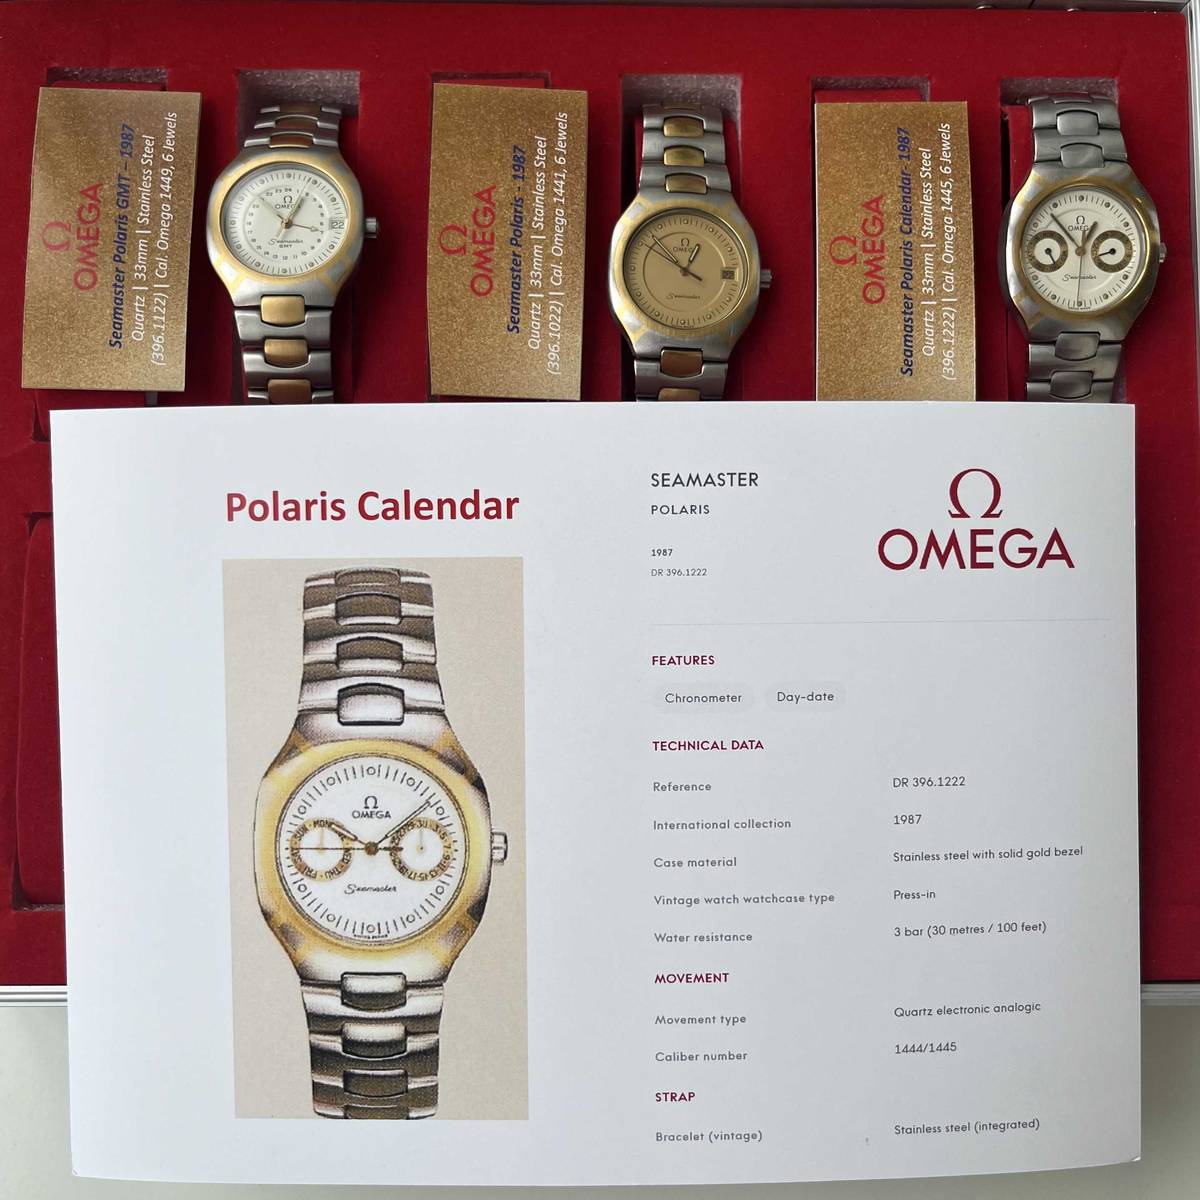 Ω
OMEGA
Seamaster Polaris GMT - 1987
Quartz | 33mm | Stainless Steel
(396.1122) | Cal. Omega 1449, 6 Jewels
Ω
OMEGA
Seamaster
GMT
22
Ω
OMEGA
Seamaster Polaris - 1987
Quartz | 33mm | Stainless Steel
(396.1022) | Cal. Omega 1441, 6 Jewels
Ω
OMEGA
Seamaster
Ω
OMEGA
Seamaster Polaris Calendar- 1987
Quartz | 33mm | Stainless Steel
(396.1222) | Cal. Omega 1445, 6 Jewels
Ω
OMEGA
Seamaster
Polaris Calendar
Ω
OMEGA
SUN · MON
Seamaster
SEAMASTER
POLARIS
1987
DR 396.1222
Ω
OMEGA
FEATURES
Chronometer Day-date
TECHNICAL DATA
Reference DR 396.1222
International collection 1987
Case material Stainless steel with solid gold bezel
Vintage watch watchcase type Press-in
Water resistance 3 bar (30 metres / 100 feet)
MOVEMENT
Movement type Quartz electronic analogic
Caliber number 1444/1445
STRAP
Bracelet (vintage) Stainless steel (integrated)